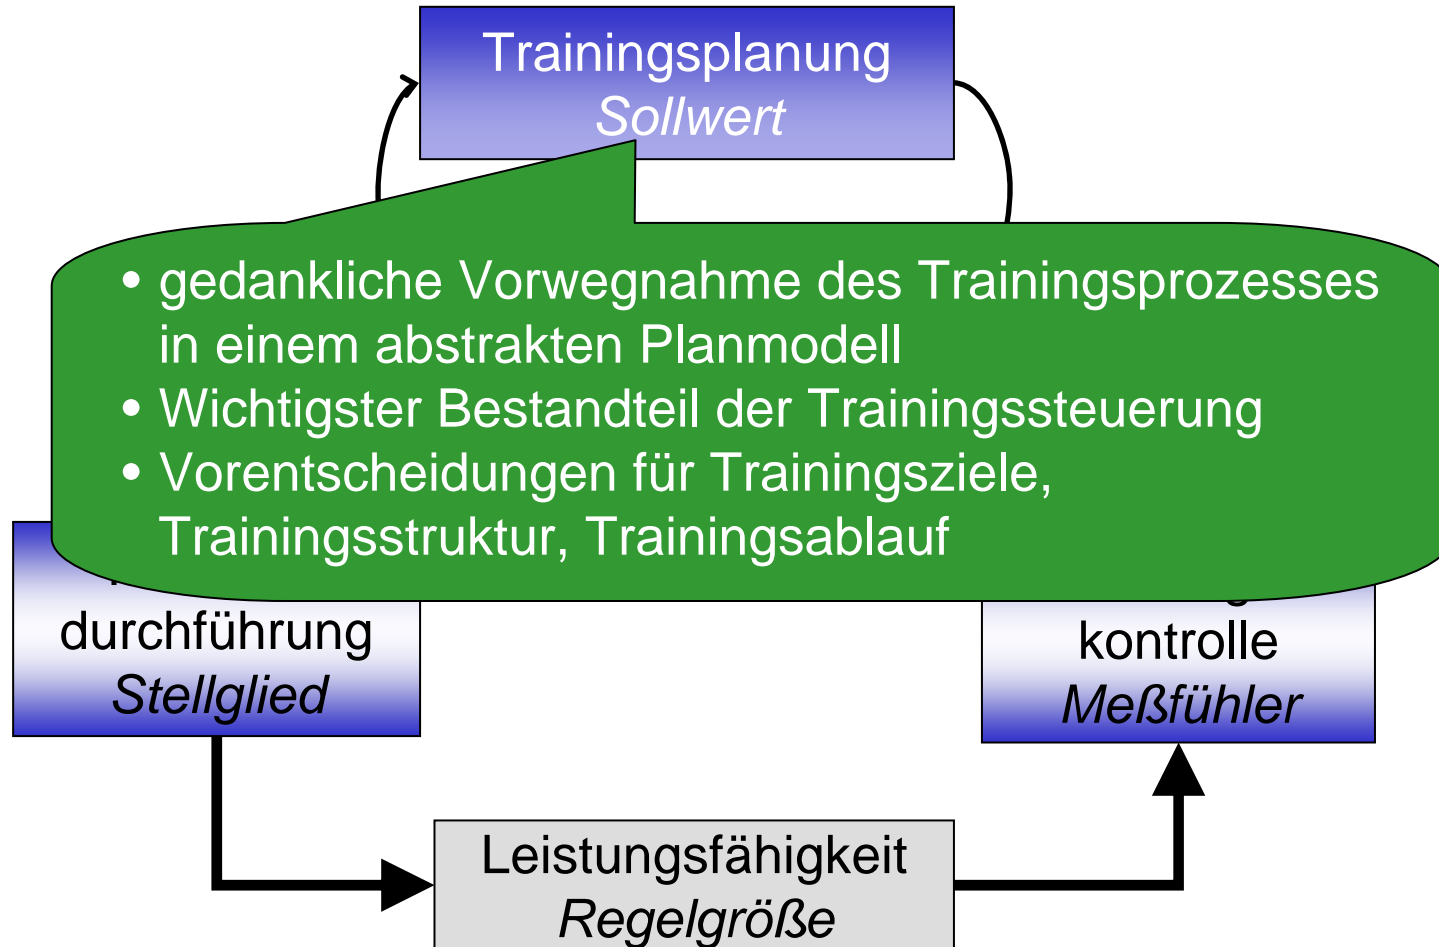 Trainingsplanung
Sollwert
• gedankliche Vorwegnahme des Trainingsprozesses
in einem abstrakten Planmodell
• Wichtigster Bestandteil der Trainingssteuerung
• Vorentscheidungen für Trainingsziele,
Trainingsstruktur, Trainingsablauf
durchführung
Stellglied
kontrolle
Meßfühler
Leistungsfähigkeit
Regelgröße